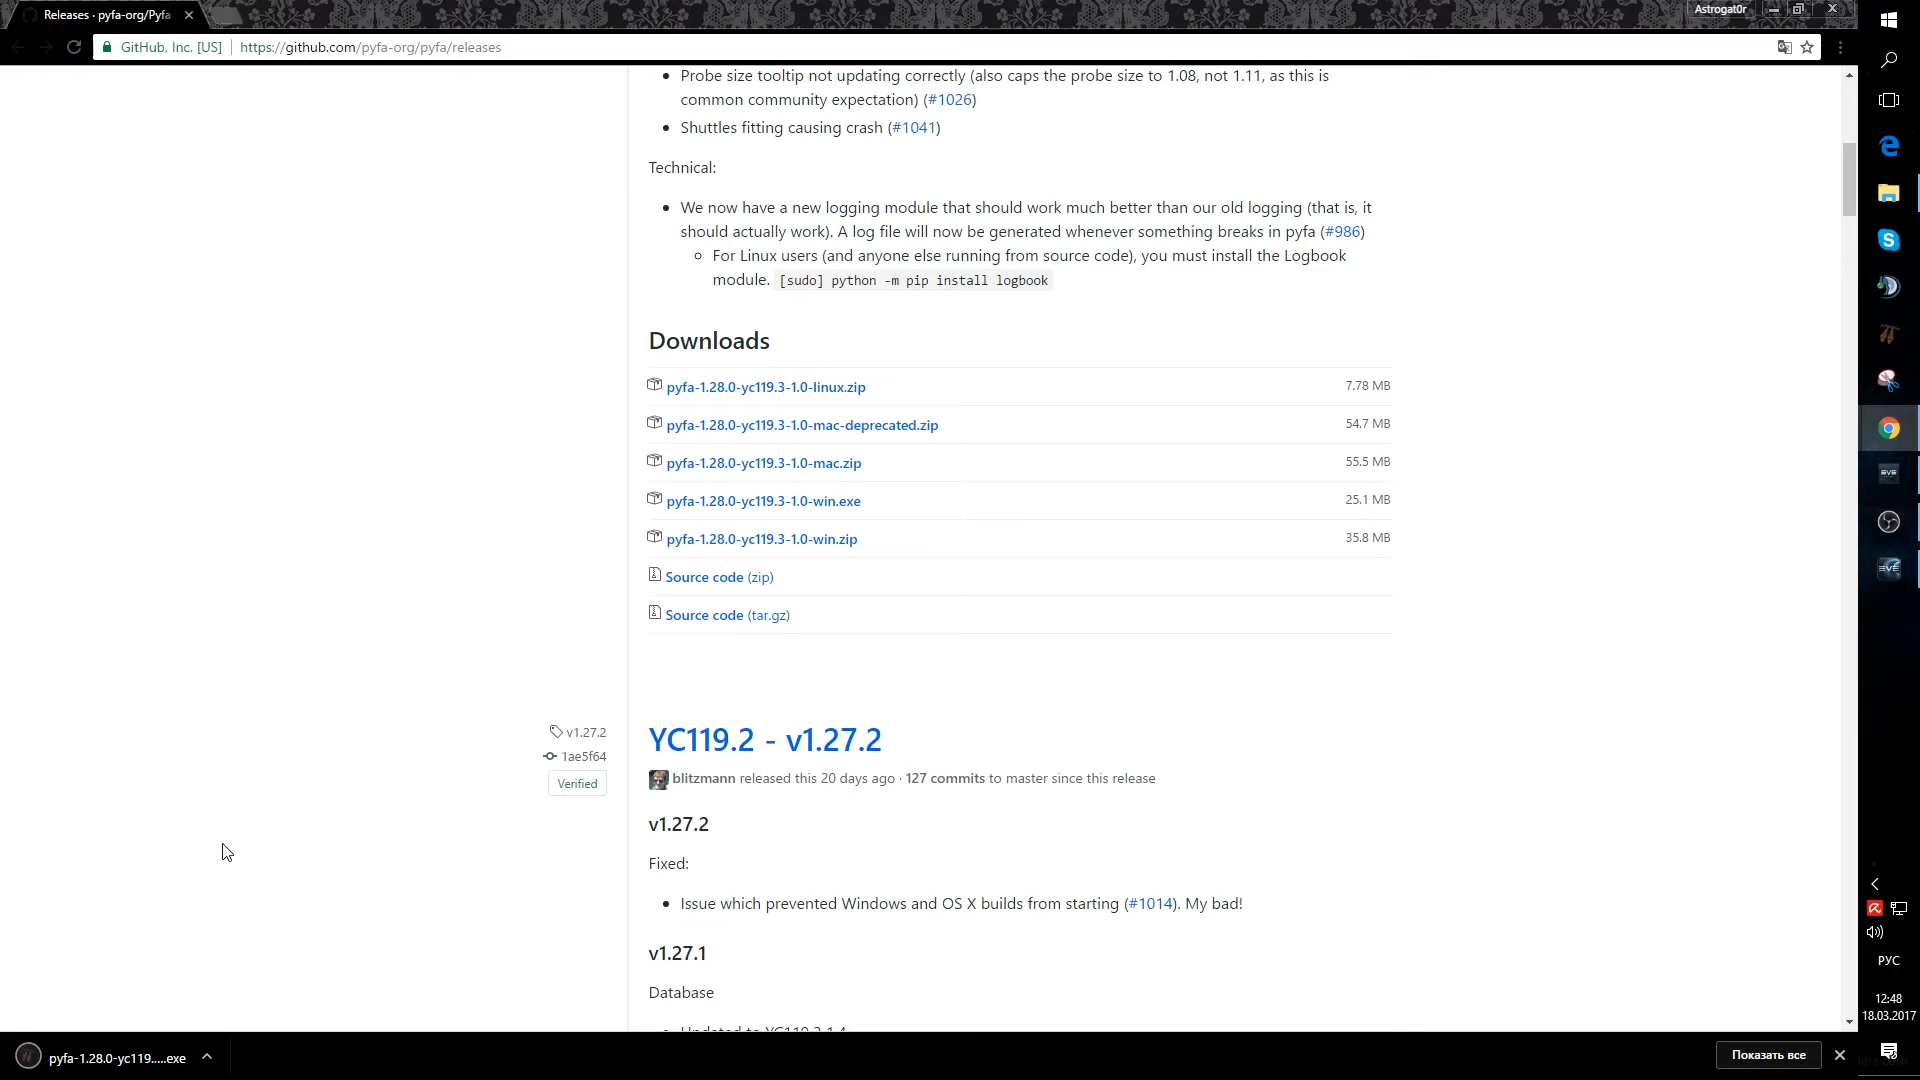 Releases · pyfa-org/Pyfa
Astrogat0r
GitHub, Inc. [US] https://github.com/pyfa-org/pyfa/releases
Probe size tooltip not updating correctly (also caps the probe size to 1.08, not 1.11, as this is
common community expectation) (#1026)
Shuttles fitting causing crash (#1041)
Technical:
We now have a new logging module that should work much better than our old logging (that is, it
should actually work). A log file will now be generated whenever something breaks in pyfa (#986)
For Linux users (and anyone else running from source code), you must install the Logbook
module. [sudo] python -m pip install logbook
Downloads
pyfa-1.28.0-yc119.3-1.0-linux.zip 7.78 MB
pyfa-1.28.0-yc119.3-1.0-mac-deprecated.zip 54.7 MB
pyfa-1.28.0-yc119.3-1.0-mac.zip 55.5 MB
pyfa-1.28.0-yc119.3-1.0-win.exe 25.1 MB
pyfa-1.28.0-yc119.3-1.0-win.zip 35.8 MB
Source code (zip)
Source code (tar.gz)
v1.27.2
1ae5f64
Verified
YC119.2 - v1.27.2
blitzmann released this 20 days ago · 127 commits to master since this release
v1.27.2
Fixed:
Issue which prevented Windows and OS X builds from starting (#1014). My bad!
v1.27.1
Database
EVE
EVE
РУС
12:48
18.03.2017
pyfa-1.28.0-yc119.....exe
Показать все